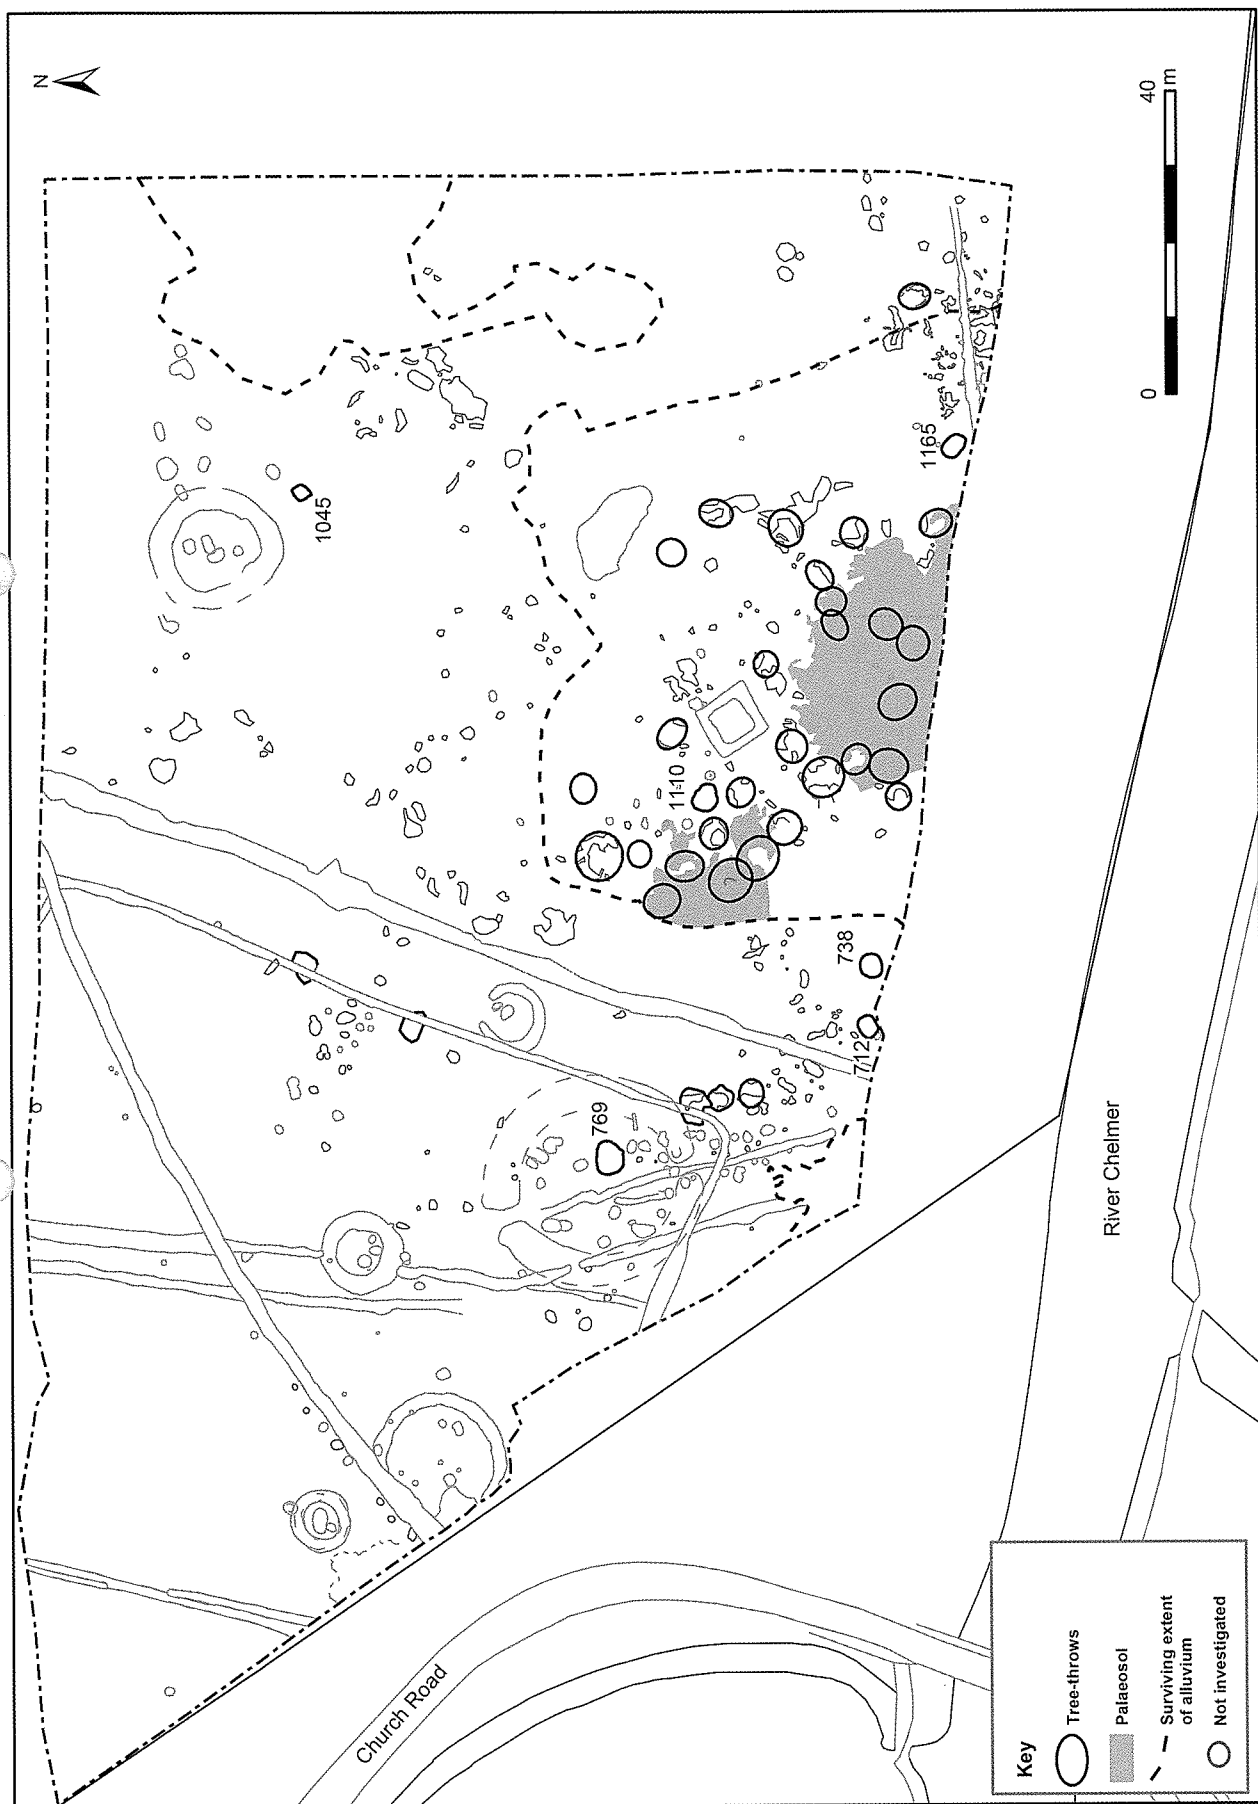 N
1045
1165
1140
769
738
712
0
40
m
River Chelmer
Church Road
Key
Tree-throws
Palaeosol
Surviving extent
of alluvium
Not investigated